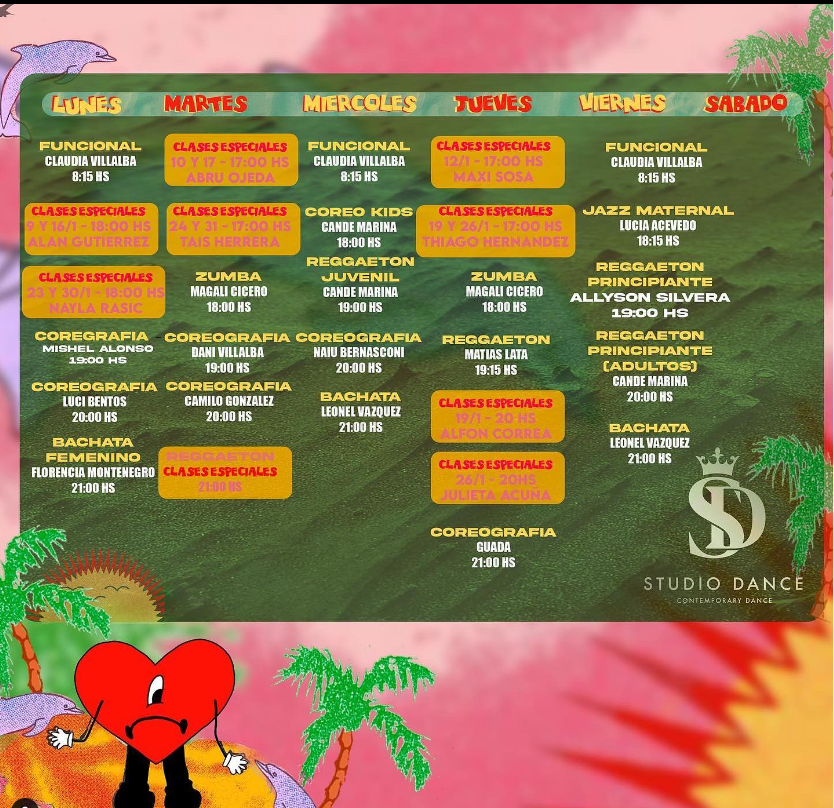 LUNES
MARTES
MIERCOLES
JUEVES
VIERNES
SABADO
FUNCIONAL
CLAUDIA VILLALBA
8:15 HS
CLASES ESPECIALES
9 Y 16/1 - 18:00 HS
ALAN GUTIERREZ
CLASES ESPECIALES
23 Y 30/1 - 18:00 HS
NAYLA RASIC
COREGRAFIA
MISHEL ALONSO
19:00 HS
COREOGRAFIA
LUCI BENTOS
20:00 HS
BACHATA
FEMENINO
FLORENCIA MONTENEGRO
21:00 HS
CLASES ESPECIALES
10 Y 17 - 17:00 HS
ABRU OJEDA
CLASES ESPECIALES
24 Y 31 - 17:00 HS
TAIS HERRERA
ZUMBA
MAGALI CICERO
18:00 HS
COREOGRAFIA
DANI VILLALBA
19:00 HS
COREOGRAFIA
CAMILO GONZALEZ
20:00 HS
REGGAETON
CLASES ESPECIALES
21:00 HS
FUNCIONAL
CLAUDIA VILLALBA
8:15 HS
COREO KIDS
CANDE MARINA
18:00 HS
REGGAETON
JUVENIL
CANDE MARINA
19:00 HS
COREOGRAFIA
NAIU BERNASCONI
20:00 HS
BACHATA
LEONEL VAZQUEZ
21:00 HS
CLASES ESPECIALES
12/1 - 17:00 HS
MAXI SOSA
CLASES ESPECIALES
19 Y 26/1 - 17:00 HS
THIAGO HERNANDEZ
ZUMBA
MAGALI CICERO
18:00 HS
REGGAETON
MATIAS LATA
19:15 HS
CLASES ESPECIALES
19/1 - 20 HS
ALFON CORREA
CLASES ESPECIALES
26/1 - 20HS
JULIETA ACUNA
COREOGRAFIA
GUADA
21:00 HS
FUNCIONAL
CLAUDIA VILLALBA
8:15 HS
JAZZ MATERNAL
LUCIA ACEVEDO
18:15 HS
REGGAETON
PRINCIPIANTE
ALLYSON SILVERA
19:00 HS
REGGAETON
PRINCIPIANTE
(ADULTOS)
CANDE MARINA
20:00 HS
BACHATA
LEONEL VAZQUEZ
21:00 HS
SD
STUDIO DANCE
CONTEMPORARY DANCE